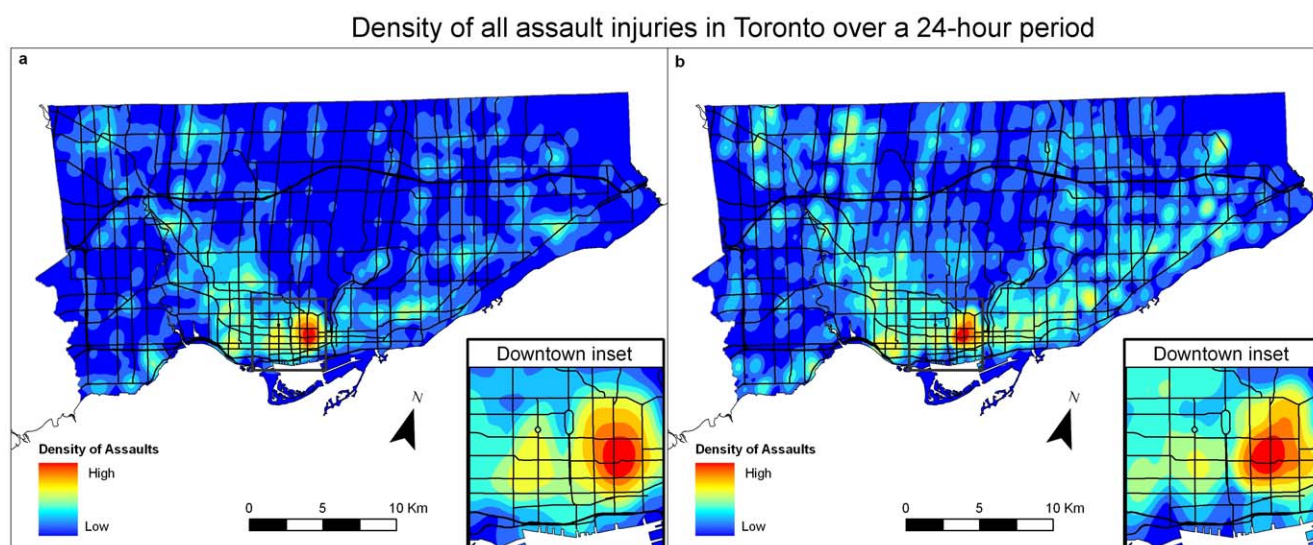 Density of all assault injuries in Toronto over a 24-hour period
a
N
Density of Assaults
High
Low
0 5 10 Km
Downtown inset
b
N
Density of Assaults
High
Low
0 5 10 Km
Downtown inset